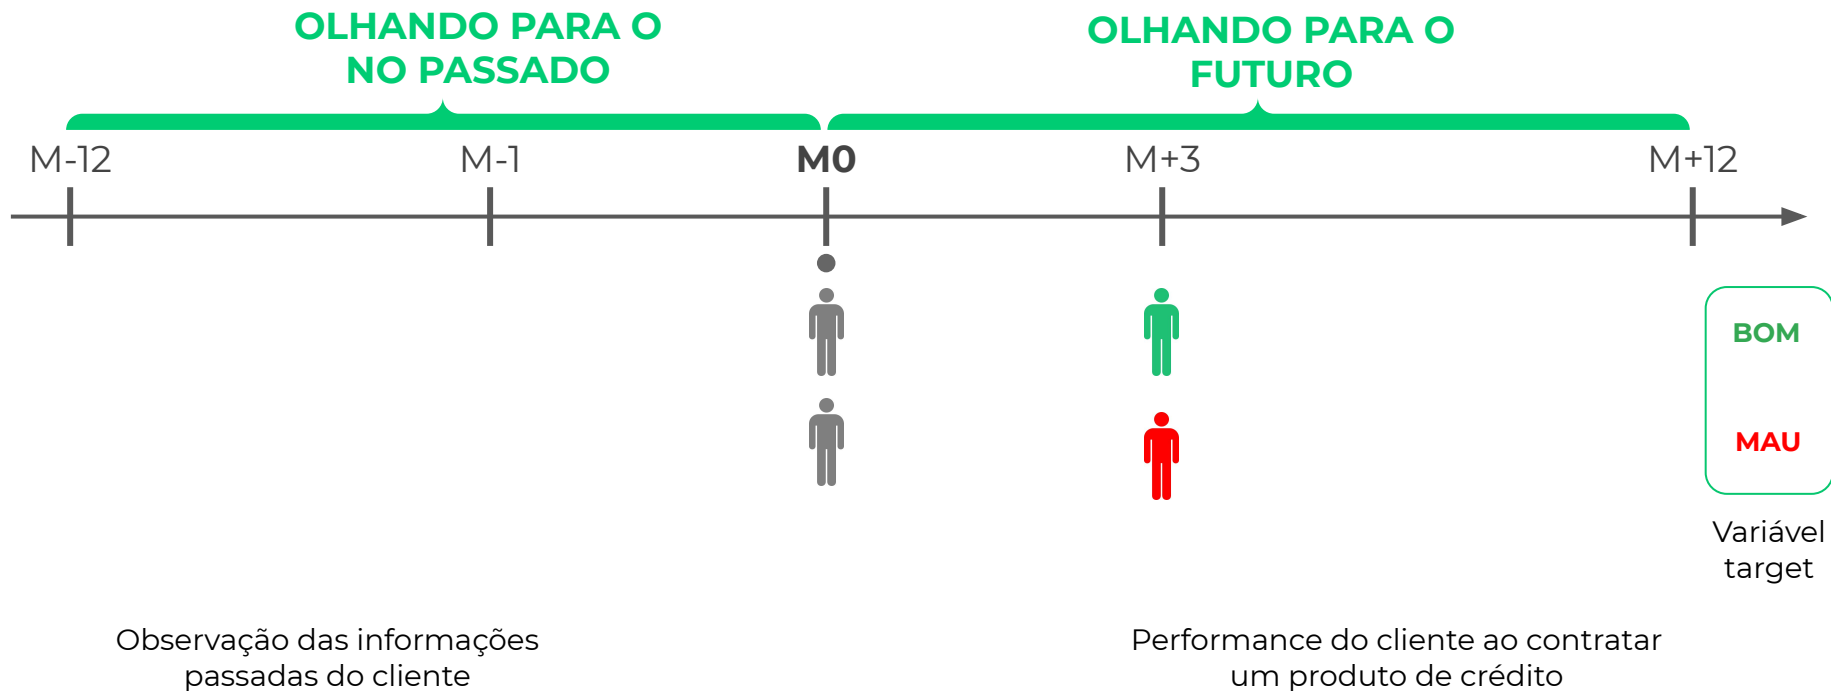 OLHANDO PARA O
NO PASSADO
OLHANDO PARA O
FUTURO
M-12
M-1
M0
M+3
M+12
BOM
MAU
Variável
target
Observação das informações
passadas do cliente
Performance do cliente ao contratar
um produto de crédito